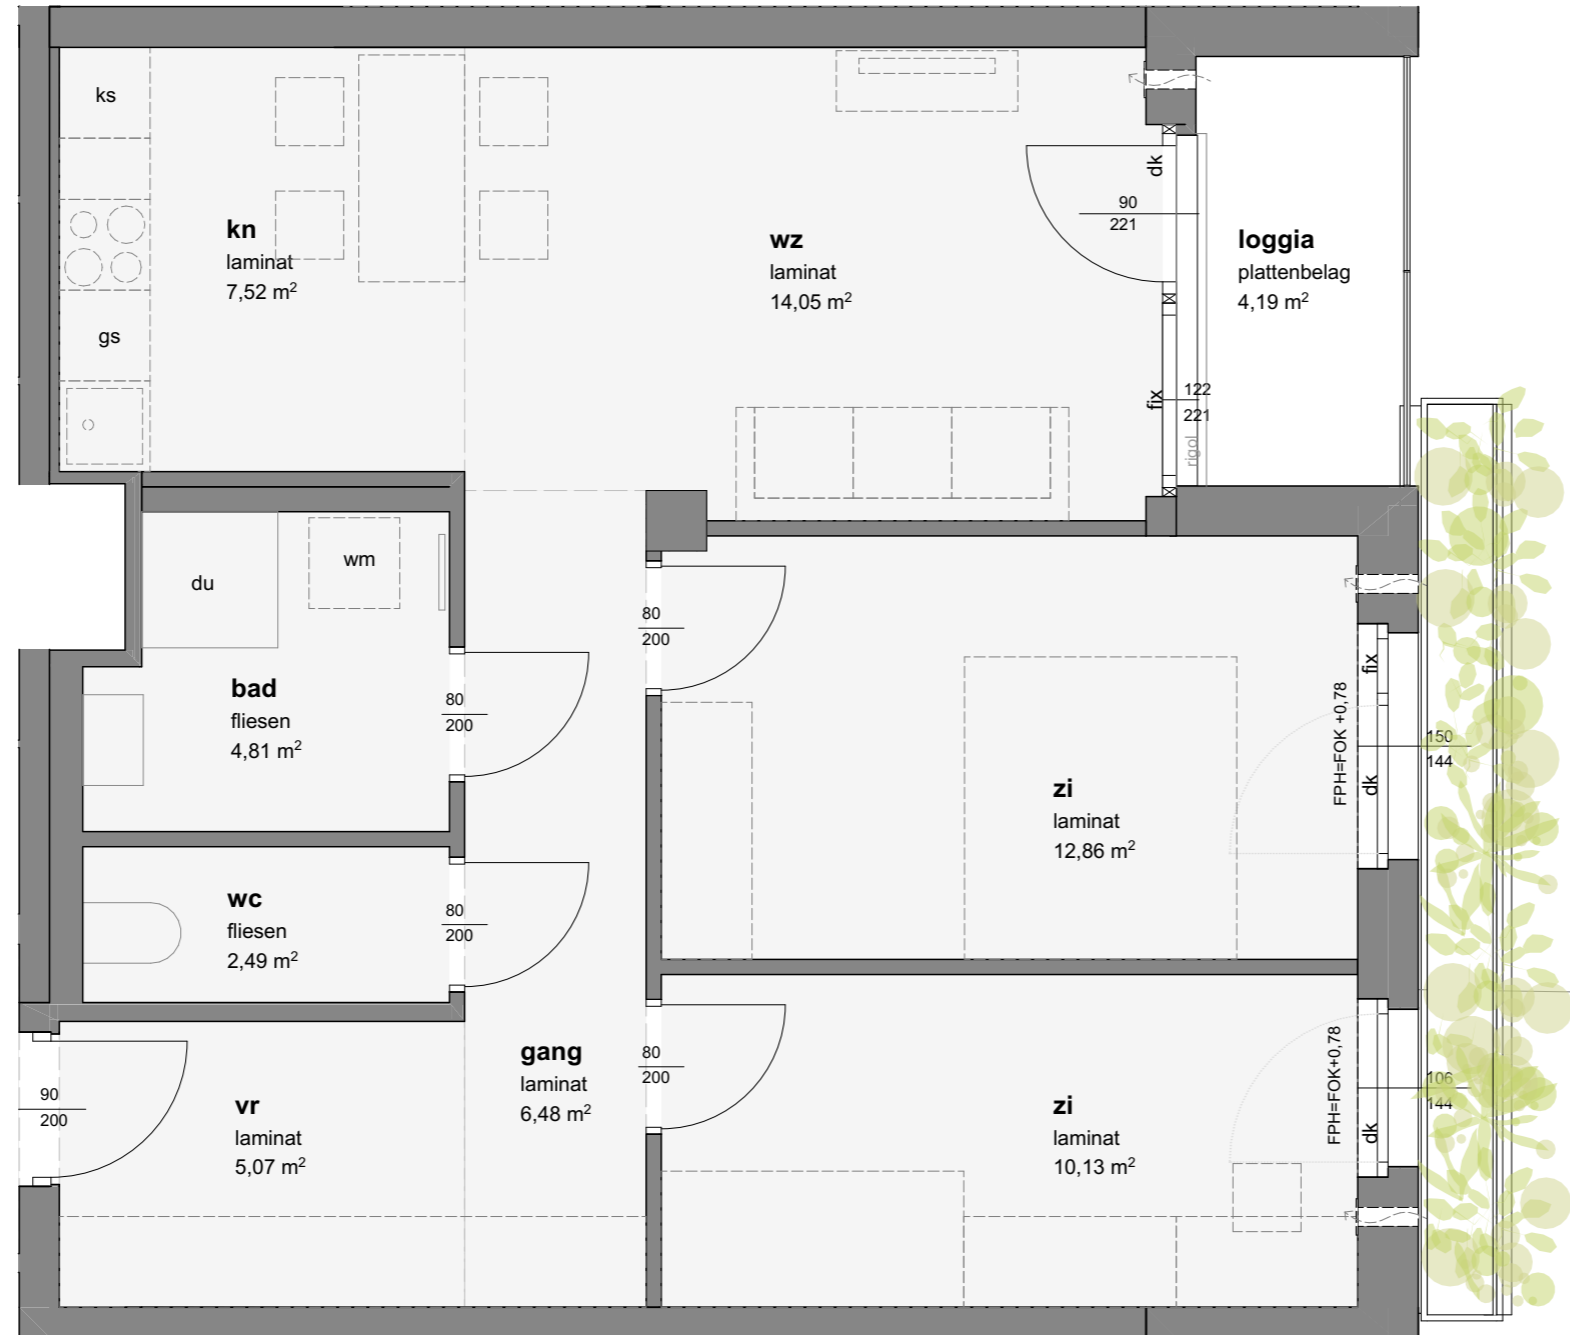 ks
kn
laminat
7,52 m²
gs
wz
laminat
14,05 m²
dk
90
221
fix
122
221
rigol
loggia
plattenbelag
4,19 m²
du
wm
bad
fliesen
4,81 m²
80
200
80
200
zi
laminat
12,86 m²
FPH=FOK +0,78
fix
dk
150
144
wc
fliesen
2,49 m²
80
200
90
200
vr
laminat
5,07 m²
gang
laminat
6,48 m²
80
200
zi
laminat
10,13 m²
FPH=FOK+0,78
dk
106
144